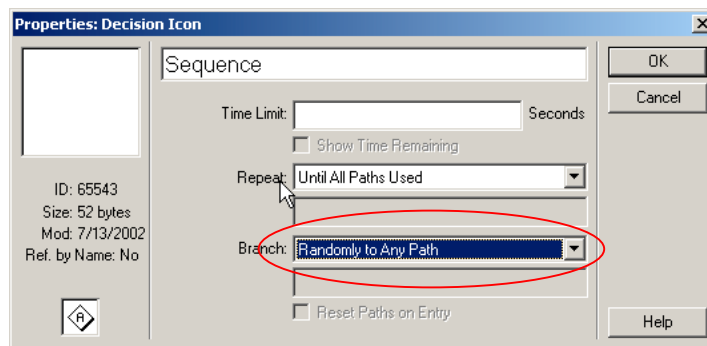 Properties: Decision Icon
Sequence
OK
Cancel
Time Limit:
Seconds
Show Time Remaining
Repeat: Until All Paths Used
ID: 65543
Size: 52 bytes
Mod: 7/13/2002
Ref. by Name: No
Branch: Randomly to Any Path
Reset Paths on Entry
A
Help